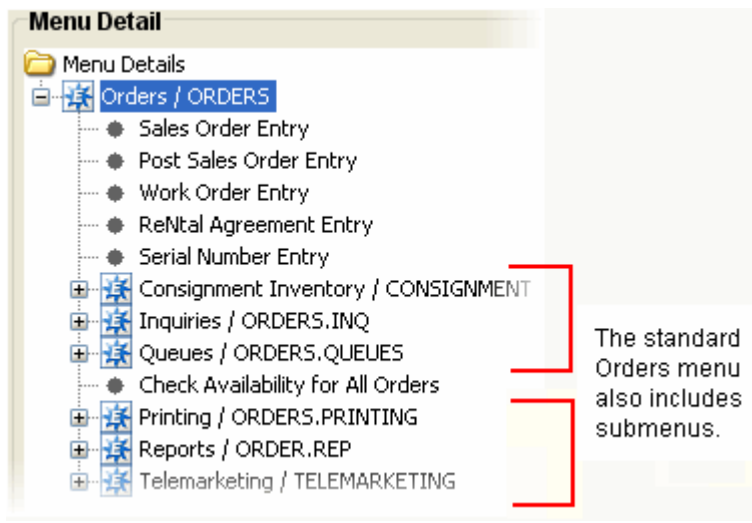 Menu Detail
Menu Details
Orders / ORDERS
Sales Order Entry
Post Sales Order Entry
Work Order Entry
ReNtal Agreement Entry
Serial Number Entry
Consignment Inventory / CONSIGNMENT
Inquiries / ORDERS.INQ
Queues / ORDERS.QUEUES
Check Availability for All Orders
Printing / ORDERS.PRINTING
Reports / ORDER.REP
Telemarketing / TELEMARKETING
The standard
Orders menu
also includes
submenus.